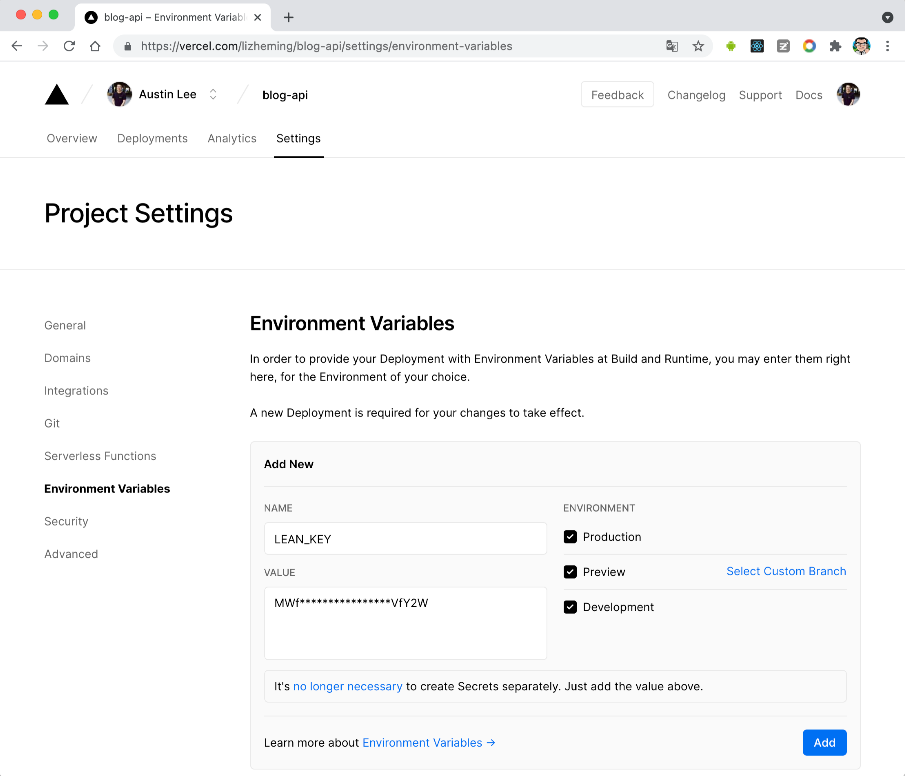 blog-api – Environment Variabl
https://vercel.com/lizheming/blog-api/settings/environment-variables
Austin Lee
blog-api
Feedback
Changelog
Support
Docs
Overview
Deployments
Analytics
Settings
Project Settings
General
Domains
Integrations
Git
Serverless Functions
Environment Variables
Security
Advanced
Environment Variables
In order to provide your Deployment with Environment Variables at Build and Runtime, you may enter them right
here, for the Environment of your choice.
A new Deployment is required for your changes to take effect.
Add New
NAME
LEAN_KEY
VALUE
MWf****************VfY2W
ENVIRONMENT
Production
Preview
Select Custom Branch
Development
It's no longer necessary to create Secrets separately. Just add the value above.
Learn more about Environment Variables →
Add